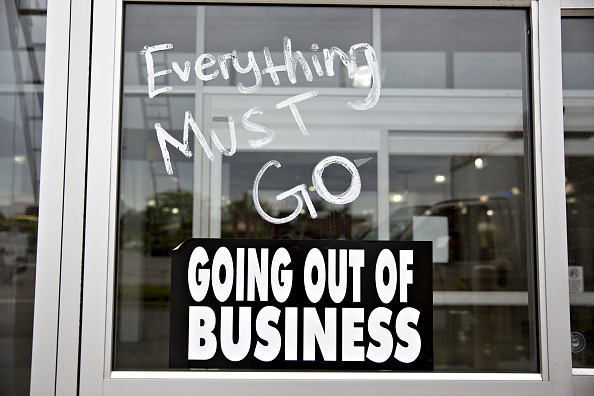 Everything
MUST
GO
GOING OUT OF
BUSINESS